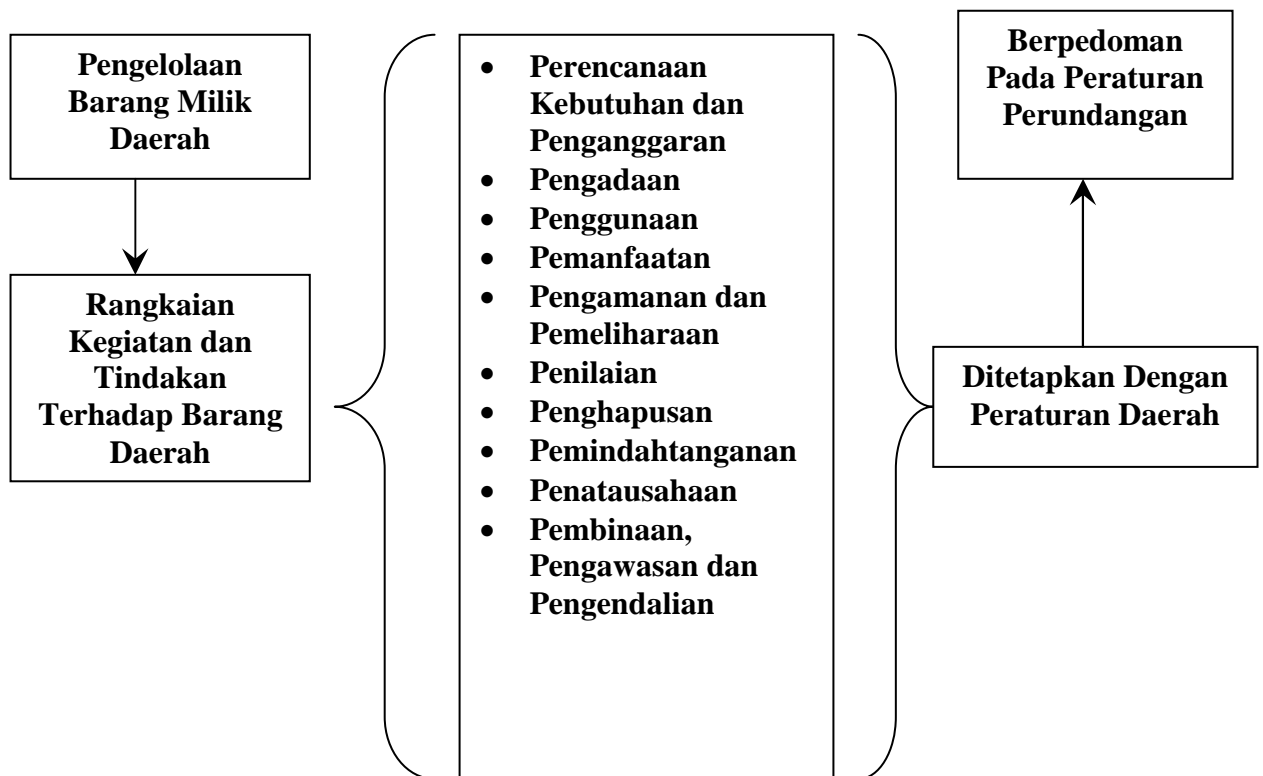 Pengelolaan
Barang Milik
Daerah
Rangkaian
Kegiatan dan
Tindakan
Terhadap Barang
Daerah
• Perencanaan
Kebutuhan dan
Penganggaran
• Pengadaan
• Penggunaan
• Pemanfaatan
• Pengamanan dan
Pemeliharaan
• Penilaian
• Penghapusan
• Pemindahtanganan
• Penatausahaan
• Pembinaan,
Pengawasan dan
Pengendalian
Berpedoman
Pada Peraturan
Perundangan
Ditetapkan Dengan
Peraturan Daerah